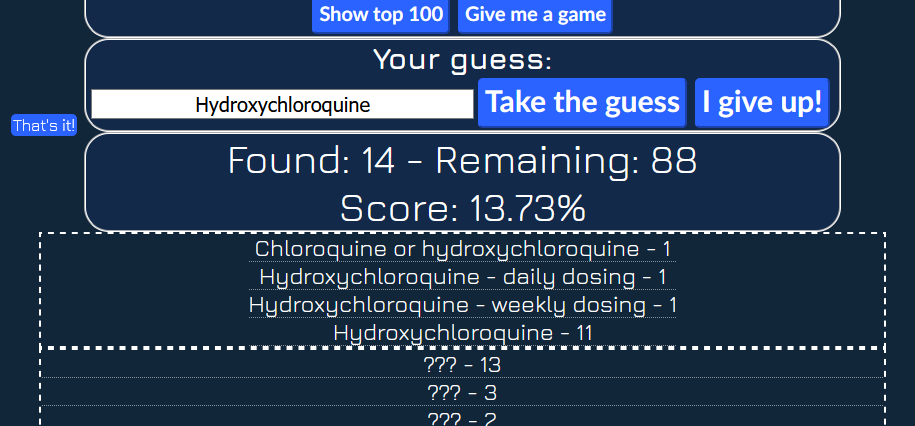 Show top 100 Give me a game
Your guess:
Hydroxychloroquine Take the guess I give up!
That's it!
Found: 14 - Remaining: 88
Score: 13.73%
Chloroquine or hydroxychloroquine - 1
Hydroxychloroquine - daily dosing - 1
Hydroxychloroquine - weekly dosing - 1
Hydroxychloroquine - 11
??? - 13
??? - 3
??? - 2